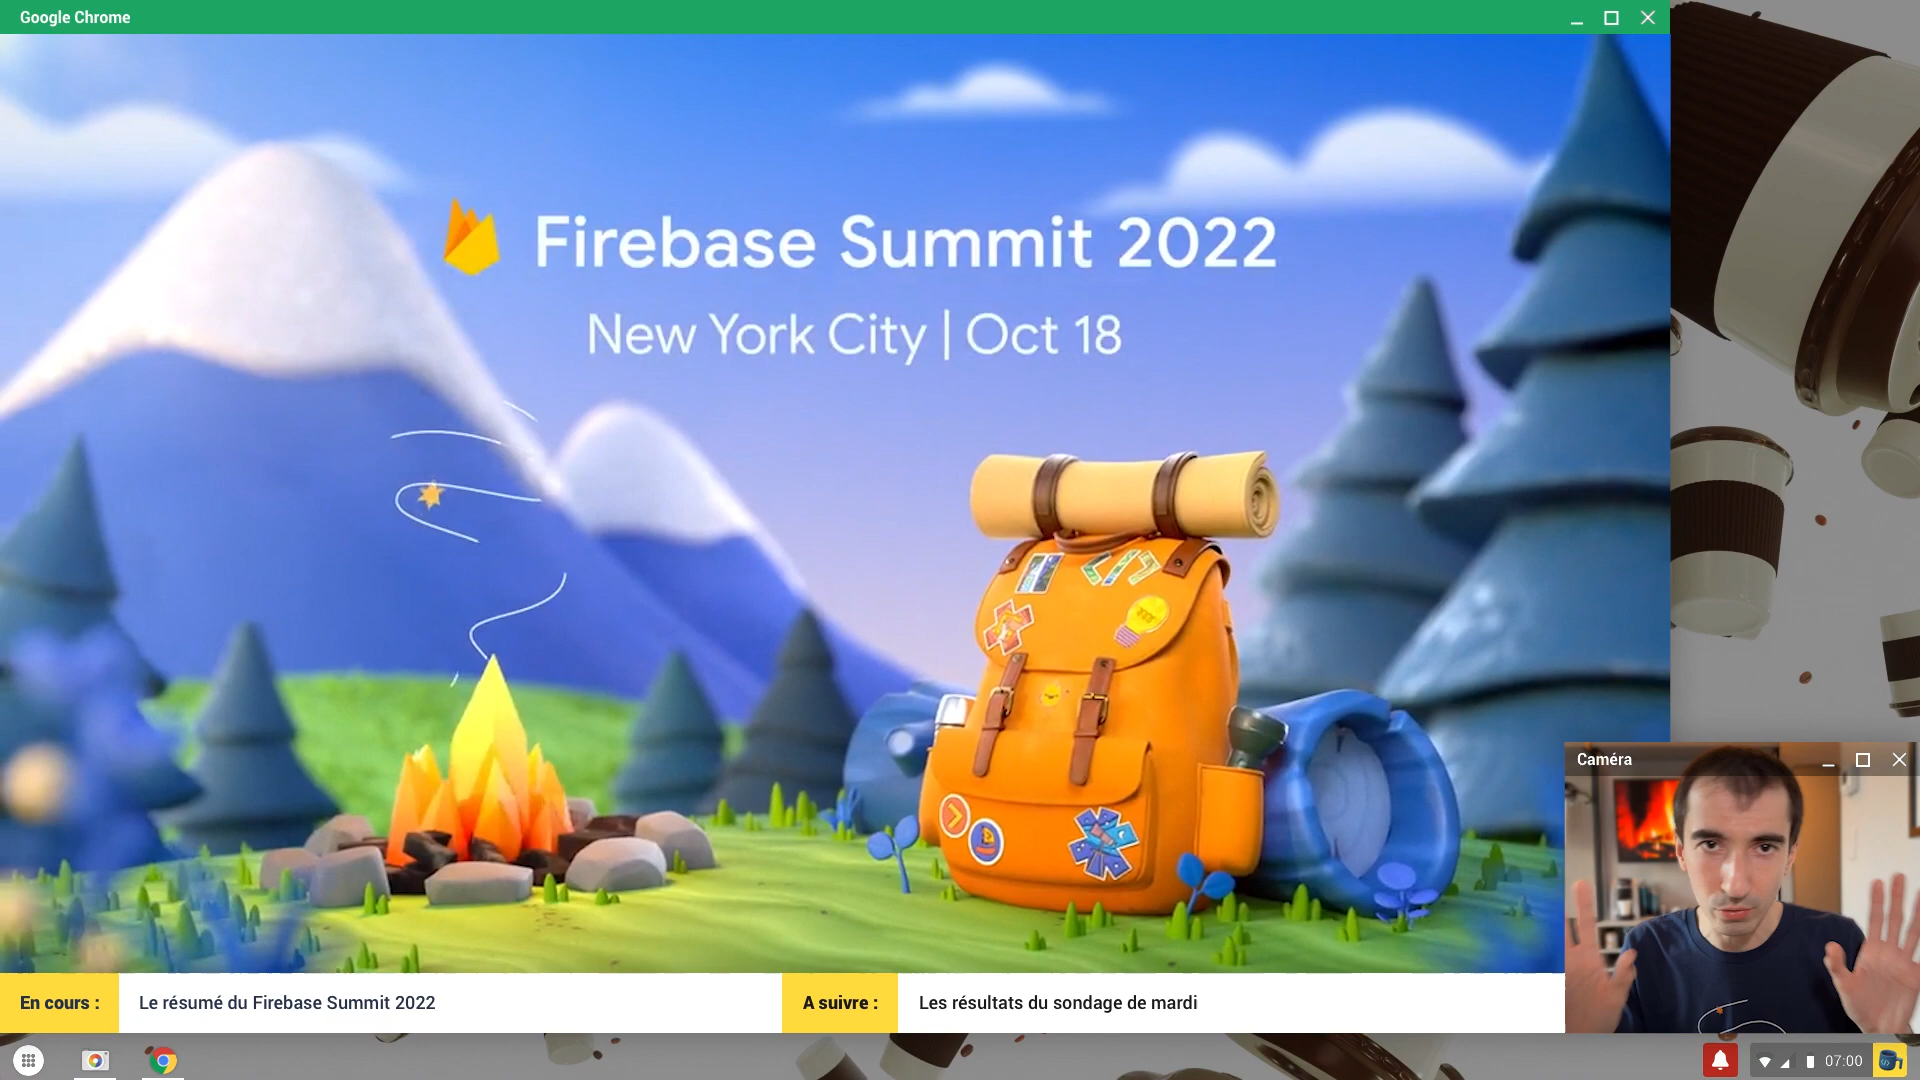 Google Chrome
Firebase Summit 2022
New York City | Oct 18
Caméra
En cours :
Le résumé du Firebase Summit 2022
A suivre :
Les résultats du sondage de mardi
07:00